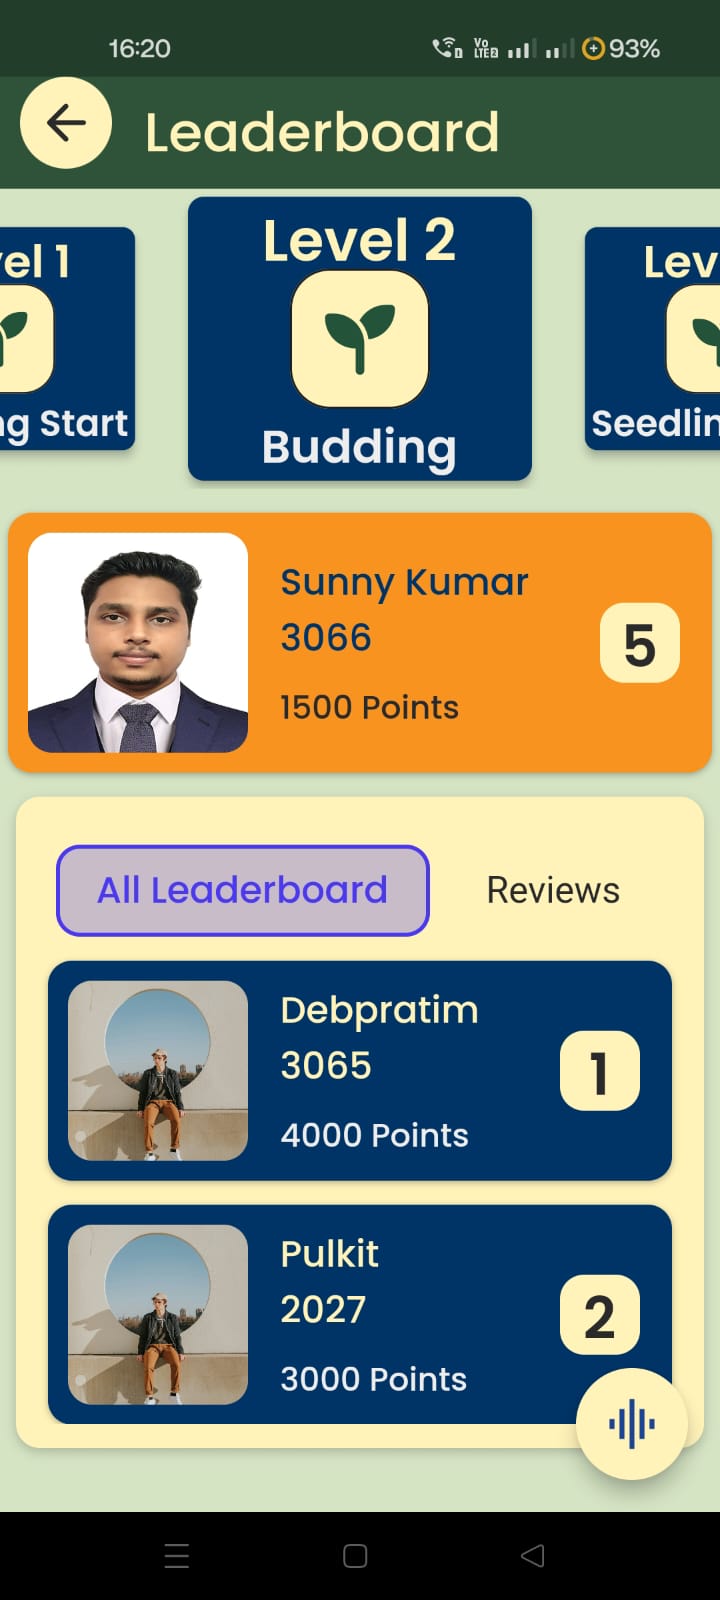 16:20
Vo
LTE2
93%
Leaderboard
el 1
Level 2
Lev
g Start
Budding
Seedlin
Sunny Kumar
3066
1500 Points
5
All Leaderboard
Reviews
Debpratim
3065
4000 Points
1
Pulkit
2027
3000 Points
2